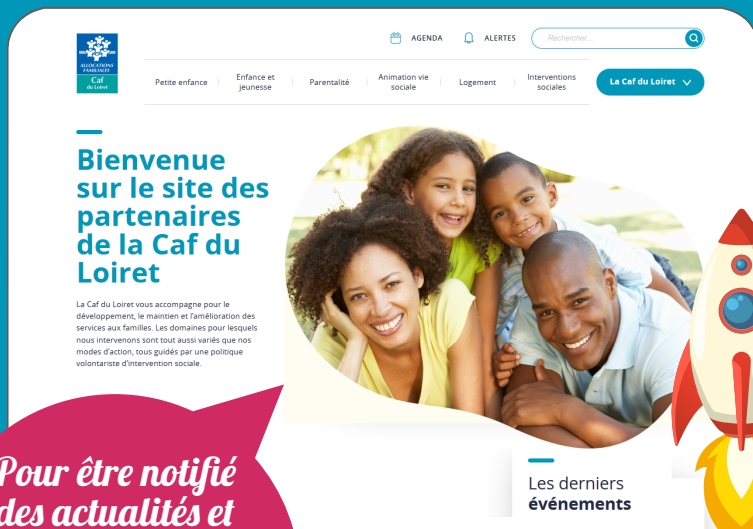 AGENDA
ALERTES
Rechercher...
ALLOCATIONS
FAMILIALES
Caf
du Loiret
Petite enfance
Enfance et
jeunesse
Parentalité
Animation vie
sociale
Logement
Interventions
sociales
La Caf du Loiret
Bienvenue
sur le site des
partenaires
de la Caf du
Loiret
La Caf du Loiret vous accompagne pour le
développement, le maintien et l'amélioration des
services aux familles. Les domaines pour lesquels
nous intervenons sont tout aussi variés que nos
modes d'action, tous guidés par une politique
volontariste d'intervention sociale.
Pour être notifié
des actualités et
Les derniers
événements